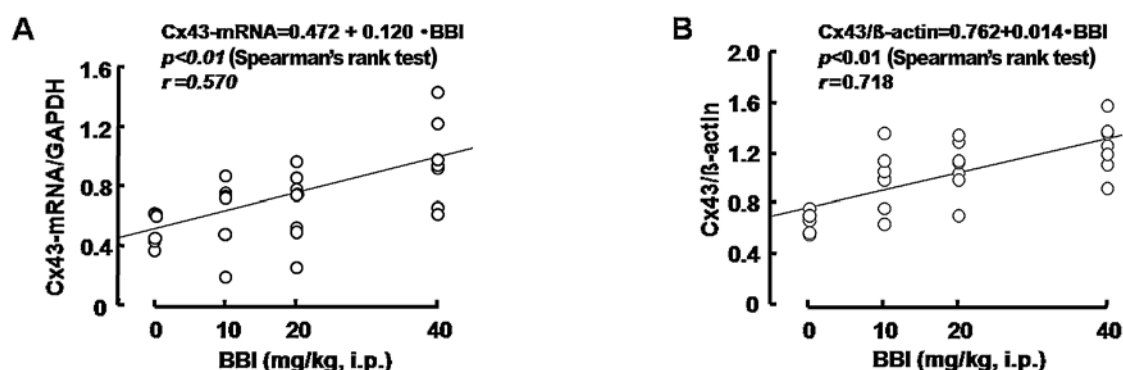 A
Cx43-mRNA=0.472 + 0.120 •BBI
p<0.01 (Spearman's rank test)
r=0.570
1.6
1.2
0.8
0.4
0
Cx43-mRNA/GAPDH
0 10 20 40
BBI (mg/kg, i.p.)
B
Cx43/ß-actin=0.762+0.014•BBI
p<0.01 (Spearman's rank test)
r=0.718
2.0
1.6
1.2
0.8
0.4
0
Cx43/ß-actin
0 10 20 40
BBI (mg/kg, i.p.)